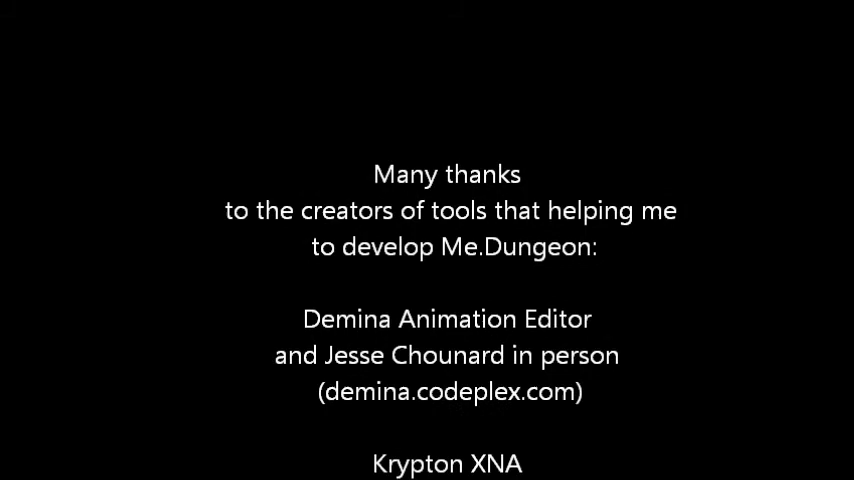 Many thanks
to the creators of tools that helping me
to develop Me.Dungeon:
Demina Animation Editor
and Jesse Chounard in person
(demina.codeplex.com)
Krypton XNA